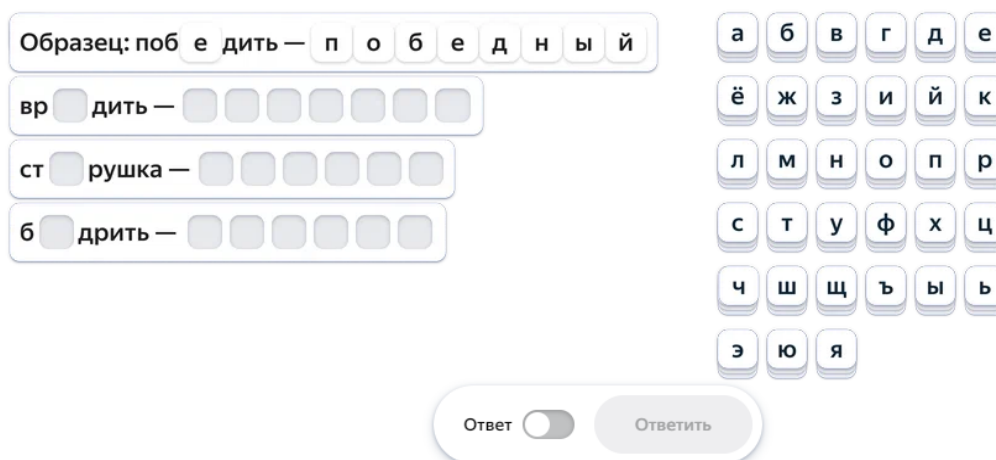 Образец: поб е дить — п о б е д н ы й
вр дить —
ст рушка —
б дрить —
а б в г д е
ё ж з и й к
л м н о п р
с т у ф х ц
ч ш щ ъ ы ь
э ю я
Ответ Ответить